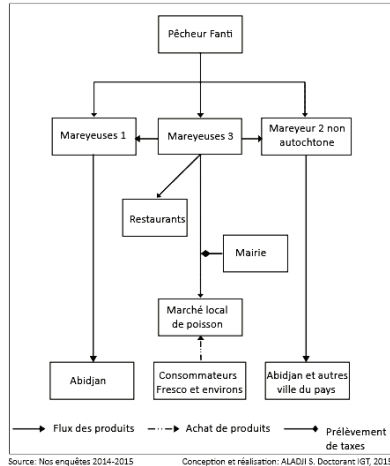 Pêcheur Fanti
Mareyeuses 1
Mareyeuses 3
Mareyeur 2 non
autochtone
Restaurants
Mairie
Marché local
de poisson
Abidjan
Consommateurs
Fresco et environs
Abidjan et autres
ville du pays
Flux des produits
Achat de produits
Prélèvement
de taxes
Source: Nos enquêtes 2014-2015
Conception et réalisation: ALADJI S. Doctorant IGT, 2015